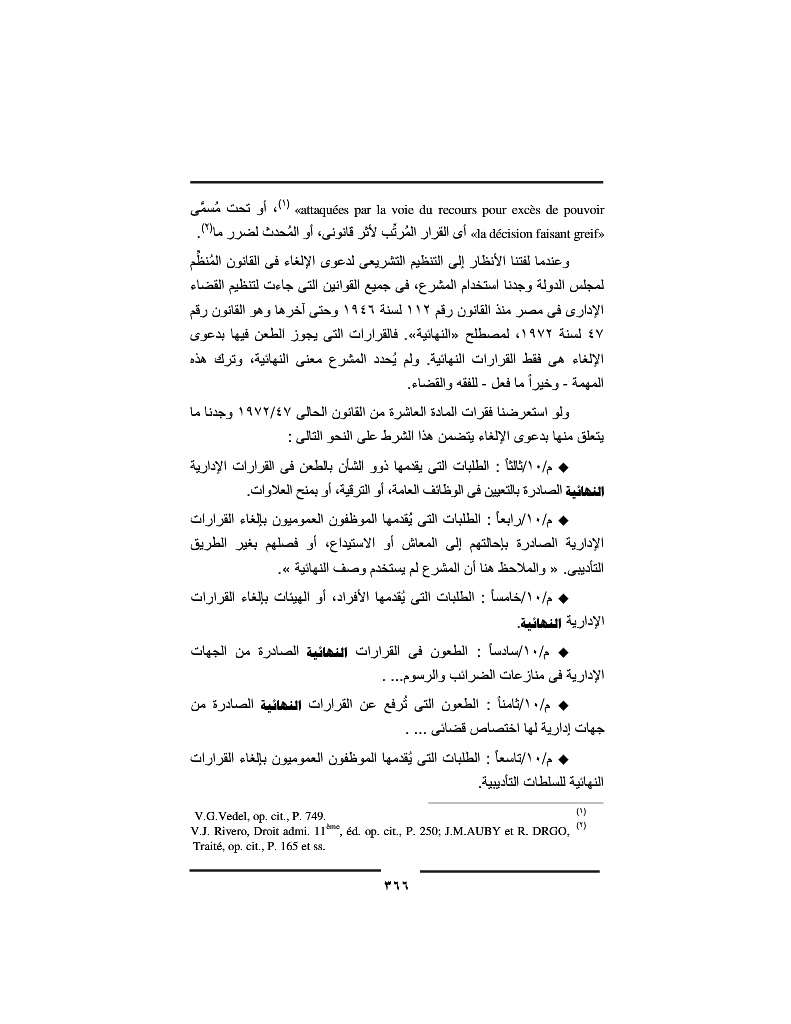 «attaquées par la voie du recours pour excès de pouvoir (١)، أو تحت مُسمَّى
«la décision faisant greif» أى القرار المُرتِّب لأثر قانونى، أو المُحدث لضرر ما(٢).
وعندما لفتنا الأنظار إلى التنظيم التشريعى لدعوى الإلغاء فى القانون المُنظِّم
لمجلس الدولة وجدنا استخدام المشرع، فى جميع القوانين التى جاءت لتنظيم القضاء
الإدارى فى مصر منذ القانون رقم ١١٢ لسنة ١٩٤٦ وحتى آخرها وهو القانون رقم
٤٧ لسنة ١٩٧٢، لمصطلح «النهائية». فالقرارات التى يجوز الطعن فيها بدعوى
الإلغاء هى فقط القرارات النهائية. ولم يُحدد المشرع معنى النهائية، وترك هذه
المهمة - وخيراً ما فعل - للفقه والقضاء.
ولو استعرضنا فقرات المادة العاشرة من القانون الحالى ١٩٧٢/٤٧ وجدنا ما
يتعلق منها بدعوى الإلغاء يتضمن هذا الشرط على النحو التالى :
◆ م/١٠/ثالثاً : الطلبات التى يقدمها ذوو الشأن بالطعن فى القرارات الإدارية
النهائية الصادرة بالتعيين فى الوظائف العامة، أو الترقية، أو بمنح العلاوات.
◆ م/١٠/رابعاً : الطلبات التى يُقدمها الموظفون العموميون بإلغاء القرارات
الإدارية الصادرة بإحالتهم إلى المعاش أو الاستيداع، أو فصلهم بغير الطريق
التأديبى. « والملاحظ هنا أن المشرع لم يستخدم وصف النهائية ».
◆ م/١٠/خامساً : الطلبات التى يُقدمها الأفراد، أو الهيئات بإلغاء القرارات
الإدارية النهائية.
◆ م/١٠/سادساً : الطعون فى القرارات النهائية الصادرة من الجهات
الإدارية فى منازعات الضرائب والرسوم... .
◆ م/١٠/ثامناً : الطعون التى تُرفع عن القرارات النهائية الصادرة من
جهات إدارية لها اختصاص قضائى ... .
◆ م/١٠/تاسعاً : الطلبات التى يُقدمها الموظفون العموميون بإلغاء القرارات
النهائية للسلطات التأديبية.
(١) V.G.Vedel, op. cit., P. 749.
(٢) V.J. Rivero, Droit admi. 11ème, éd. op. cit., P. 250; J.M.AUBY et R. DRGO,
Traité, op. cit., P. 165 et ss.
٣٦٦